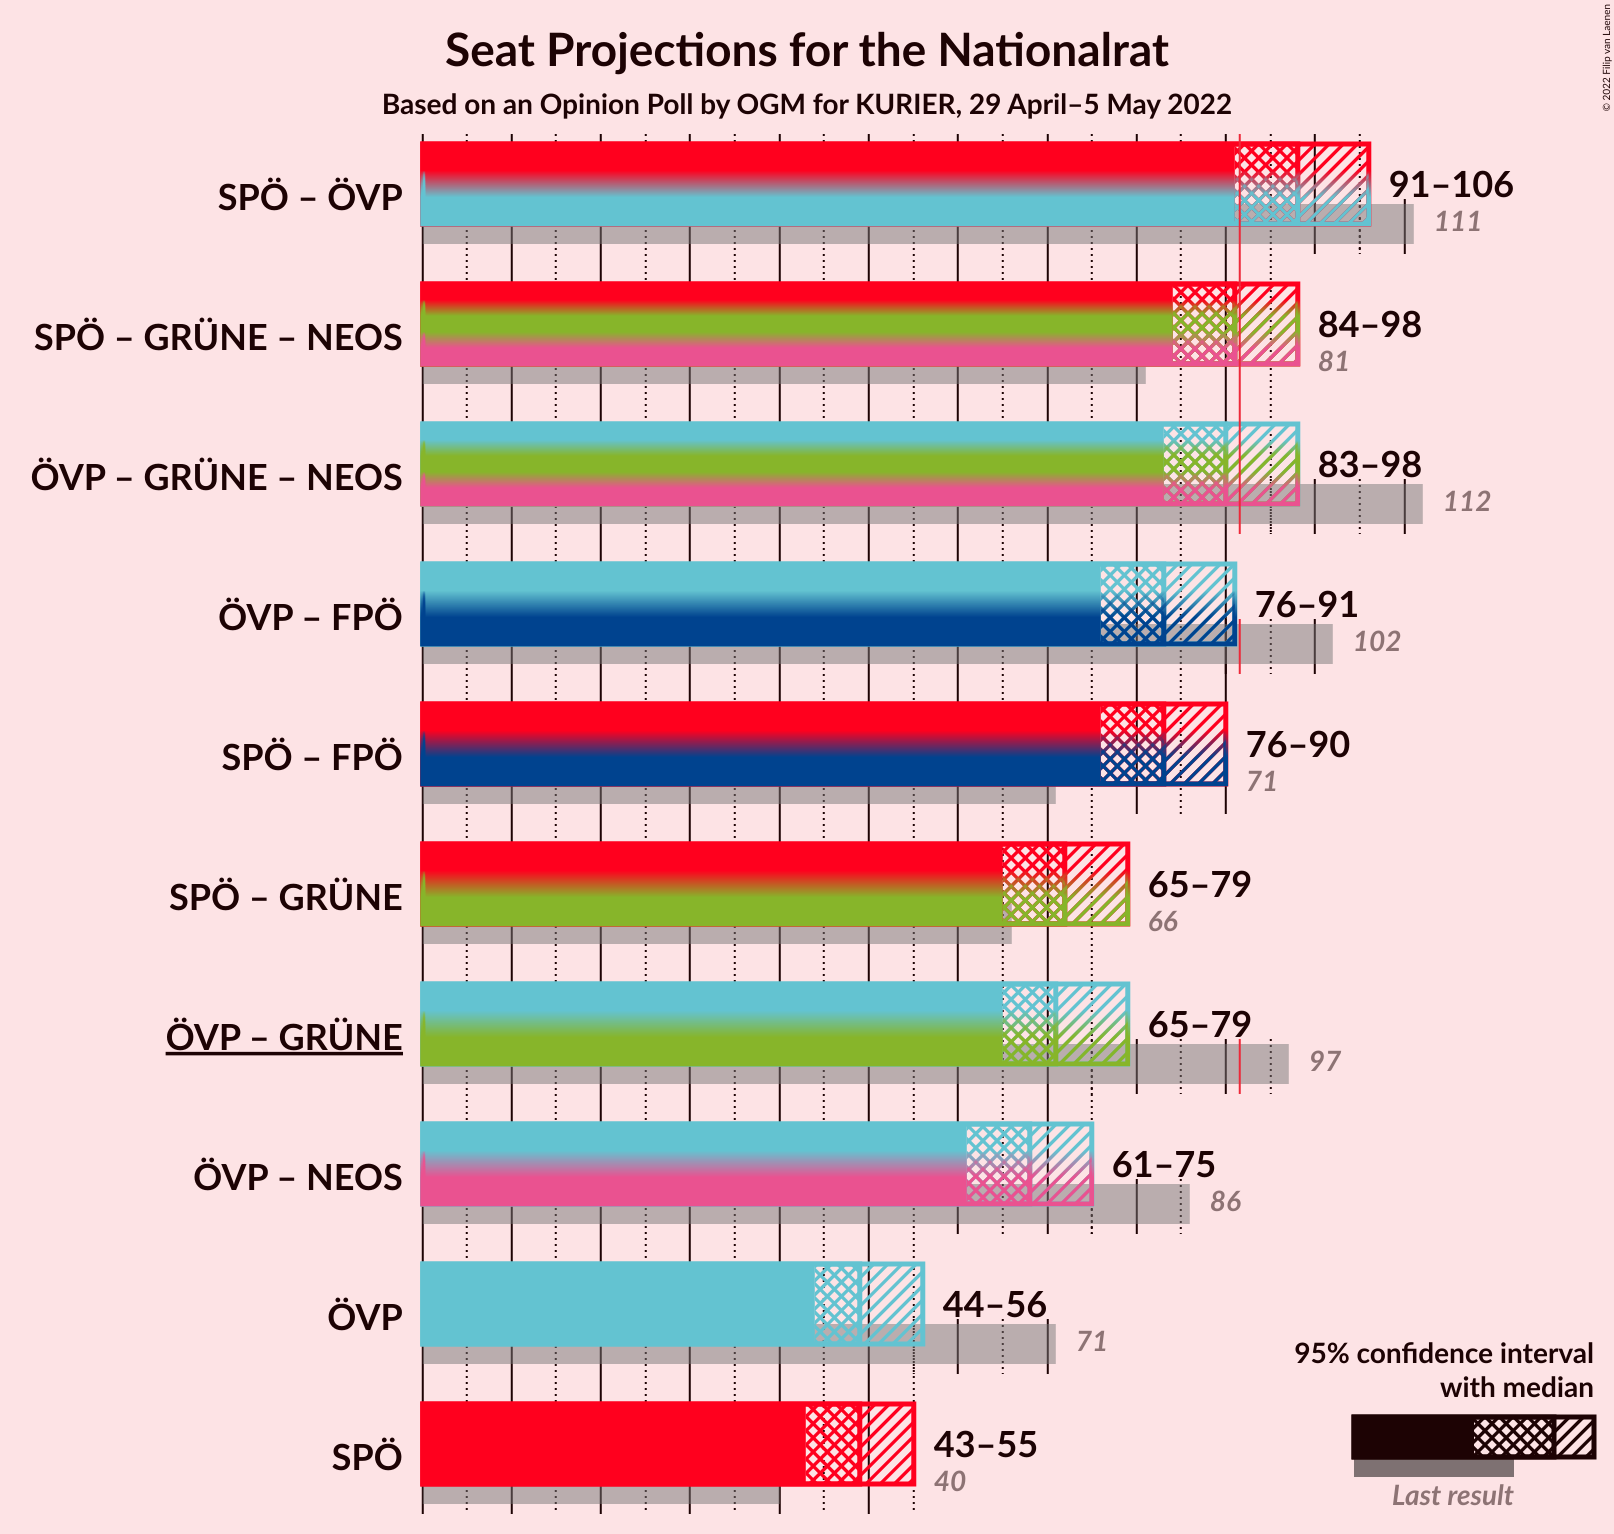 © 2022 Filip van Laenen
Seat Projections for the Nationalrat
Based on an Opinion Poll by OGM for KURIER, 29 April–5 May 2022
SPÖ – ÖVP
91–106
111
SPÖ – GRÜNE – NEOS
84–98
81
ÖVP – GRÜNE – NEOS
83–98
112
ÖVP – FPÖ
76–91
102
SPÖ – FPÖ
76–90
71
SPÖ – GRÜNE
65–79
66
ÖVP – GRÜNE
65–79
97
ÖVP – NEOS
61–75
86
ÖVP
44–56
71
SPÖ
43–55
40
95% confidence interval
with median
Last result